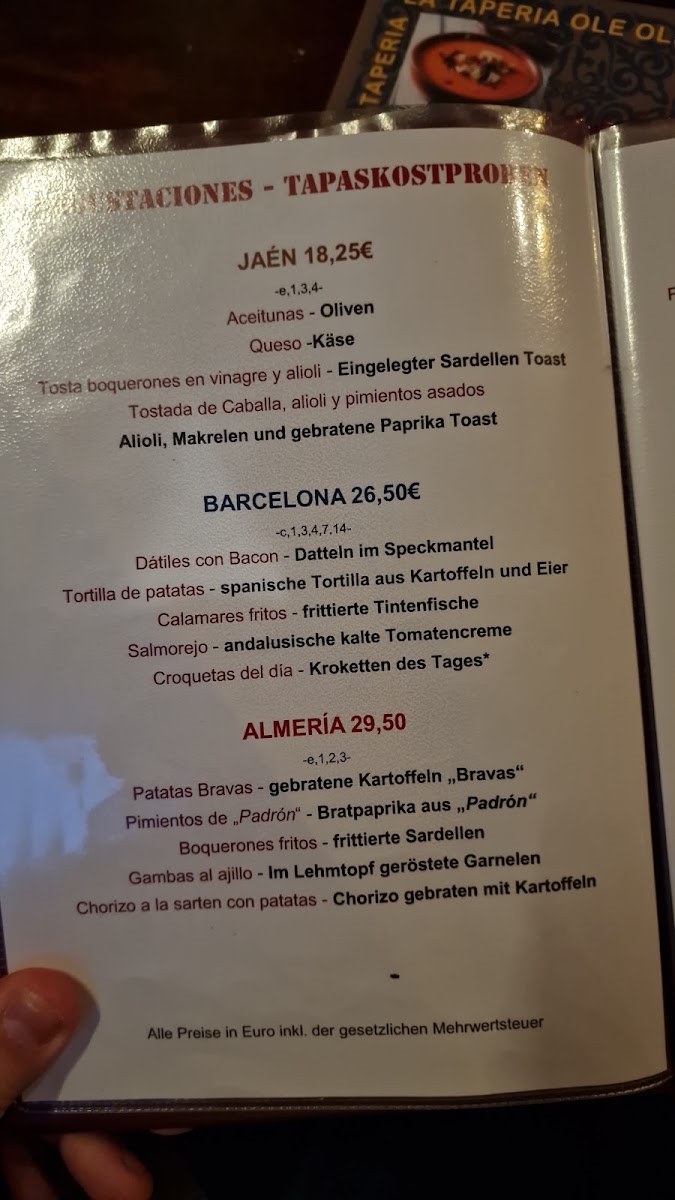 LA TAPERIA OLE OL
TAPERIA
DEGUSTACIONES - TAPASKOSTPROBEN
JAÉN 18,25€
-e,1,3,4-
Aceitunas - Oliven
Queso -Käse
Tosta boquerones en vinagre y alioli - Eingelegter Sardellen Toast
Tostada de Caballa, alioli y pimientos asados
Alioli, Makrelen und gebratene Paprika Toast
BARCELONA 26,50€
-c,1,3,4,7,14-
Dátiles con Bacon - Datteln im Speckmantel
Tortilla de patatas - spanische Tortilla aus Kartoffeln und Eier
Calamares fritos - frittierte Tintenfische
Salmorejo - andalusische kalte Tomatencreme
Croquetas del día - Kroketten des Tages*
ALMERÍA 29,50
-e,1,2,3-
Patatas Bravas - gebratene Kartoffeln „Bravas“
Pimientos de „Padrón“ - Bratpaprika aus „Padrón“
Boquerones fritos - frittierte Sardellen
Gambas al ajillo - Im Lehmtopf geröstete Garnelen
Chorizo a la sarten con patatas - Chorizo gebraten mit Kartoffeln
Alle Preise in Euro inkl. der gesetzlichen Mehrwertsteuer